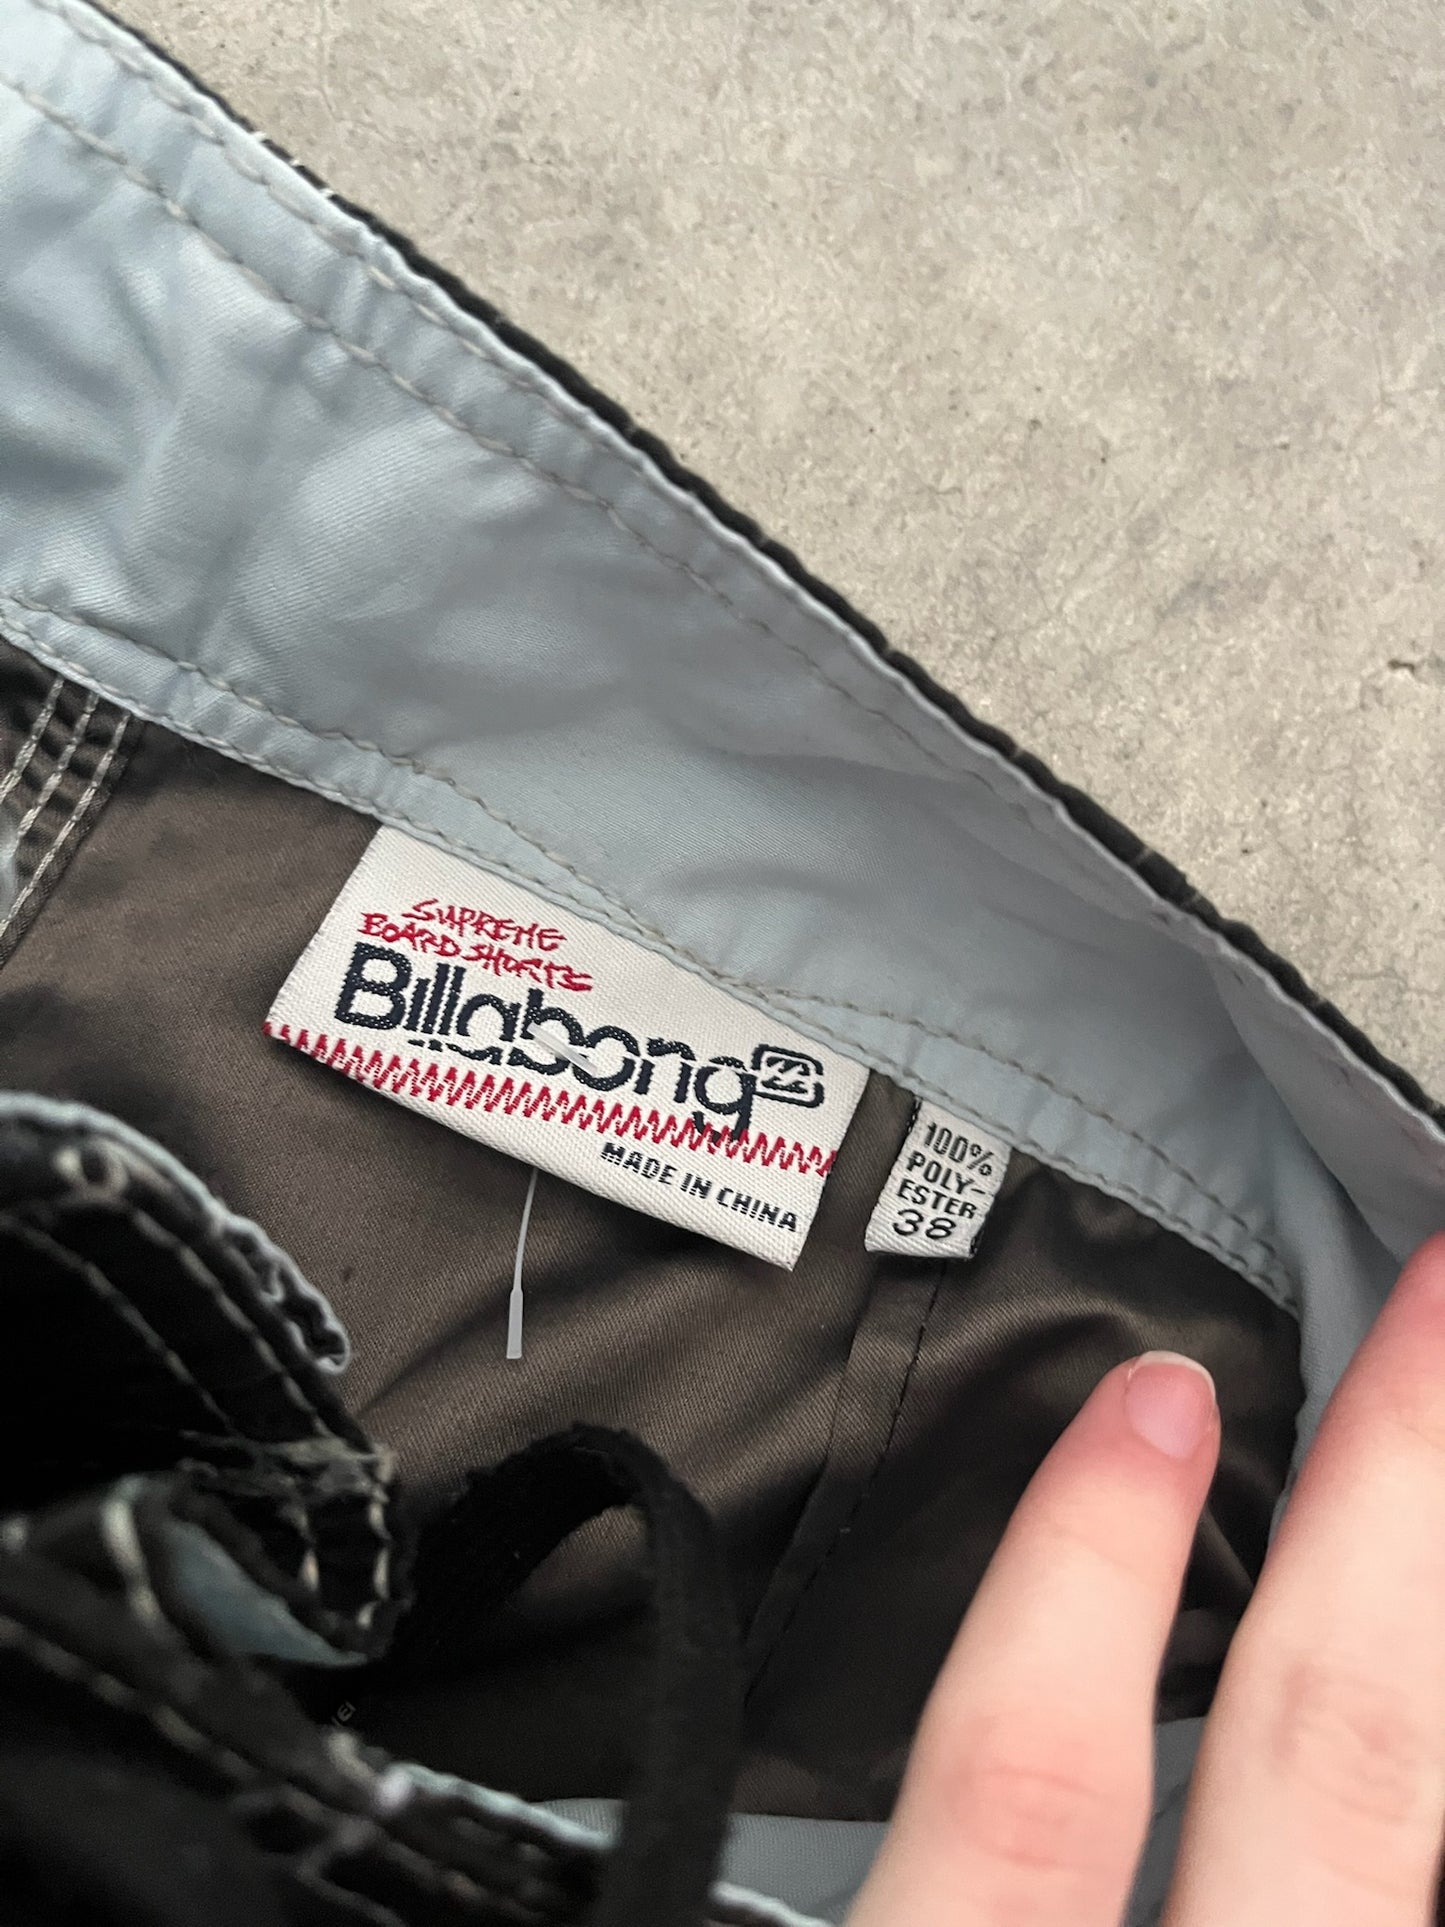 SUPREME
BOARD SHORTS
Billabong
MADE IN CHINA
100%
POLY-
ESTER
38